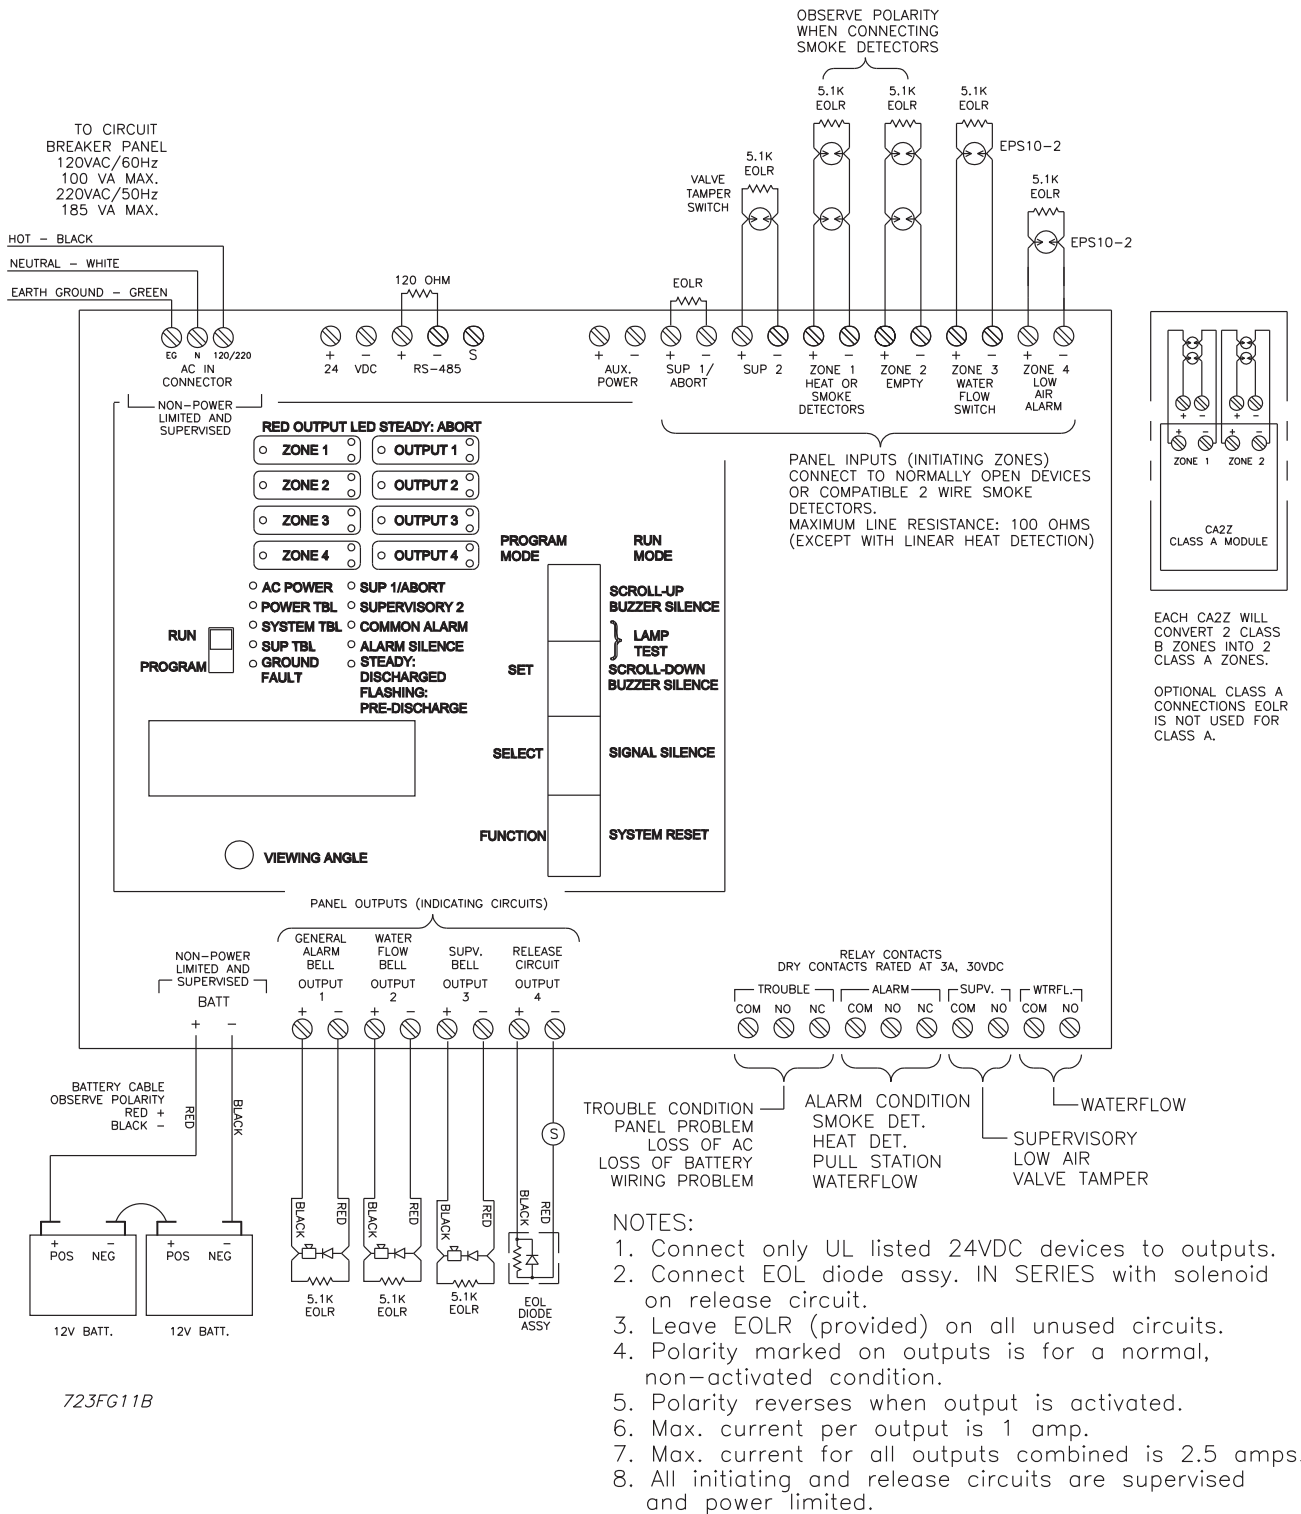 OBSERVE POLARITY
WHEN CONNECTING
SMOKE DETECTORS
5.1K
EOLR
5.1K
EOLR
5.1K
EOLR
EPS10-2
TO CIRCUIT
BREAKER PANEL
120VAC/60Hz
100 VA MAX.
220VAC/50Hz
185 VA MAX.
VALVE
TAMPER
SWITCH
5.1K
EOLR
5.1K
EOLR
EPS10-2
HOT - BLACK
NEUTRAL - WHITE
EARTH GROUND - GREEN
120 OHM
EOLR
EG N 120/220
AC IN
CONNECTOR
NON-POWER
LIMITED AND
SUPERVISED
+ -
24 VDC
+ - S
RS-485
+ -
AUX.
POWER
+ -
SUP 1/
ABORT
+ -
SUP 2
+ -
ZONE 1
HEAT OR
SMOKE
DETECTORS
+ -
ZONE 2
EMPTY
+ -
ZONE 3
WATER
FLOW
SWITCH
+ -
ZONE 4
LOW
AIR
ALARM
PANEL INPUTS (INITIATING ZONES)
CONNECT TO NORMALLY OPEN DEVICES
OR COMPATIBLE 2 WIRE SMOKE
DETECTORS.
MAXIMUM LINE RESISTANCE: 100 OHMS
(EXCEPT WITH LINEAR HEAT DETECTION)
+ - + -
+ - + -
ZONE 1 ZONE 2
CA2Z
CLASS A MODULE
EACH CA2Z WILL
CONVERT 2 CLASS
B ZONES INTO 2
CLASS A ZONES.
OPTIONAL CLASS A
CONNECTIONS EOLR
IS NOT USED FOR
CLASS A.
RED OUTPUT LED STEADY: ABORT
ZONE 1 OUTPUT 1
ZONE 2 OUTPUT 2
ZONE 3 OUTPUT 3
ZONE 4 OUTPUT 4
AC POWER SUP 1/ABORT
POWER TBL SUPERVISORY 2
SYSTEM TBL COMMON ALARM
SUP TBL ALARM SILENCE
GROUND
FAULT
STEADY:
DISCHARGED
FLASHING:
PRE-DISCHARGE
RUN
PROGRAM
PROGRAM
MODE
RUN
MODE
SCROLL-UP
BUZZER SILENCE
LAMP
TEST
SET
SCROLL-DOWN
BUZZER SILENCE
SELECT
SIGNAL SILENCE
FUNCTION
SYSTEM RESET
VIEWING ANGLE
PANEL OUTPUTS (INDICATING CIRCUITS)
NON-POWER
LIMITED AND
SUPERVISED
BATT
+ -
GENERAL
ALARM
BELL
OUTPUT
1
+ -
WATER
FLOW
BELL
OUTPUT
2
+ -
SUPV.
BELL
OUTPUT
3
+ -
RELEASE
CIRCUIT
OUTPUT
4
+ -
RELAY CONTACTS
DRY CONTACTS RATED AT 3A, 30VDC
TROUBLE
COM NO NC
ALARM
COM NO NC
SUPV.
COM NO
WTRFL.
COM NO
BATTERY CABLE
OBSERVE POLARITY
RED +
BLACK -
RED
BLACK
TROUBLE CONDITION
PANEL PROBLEM
LOSS OF AC
LOSS OF BATTERY
WIRING PROBLEM
ALARM CONDITION
SMOKE DET.
HEAT DET.
PULL STATION
WATERFLOW
SUPERVISORY
LOW AIR
VALVE TAMPER
WATERFLOW
+ -
POS NEG
+ -
POS NEG
12V BATT.
12V BATT.
BLACK
RED
5.1K
EOLR
BLACK
RED
5.1K
EOLR
BLACK
RED
5.1K
EOLR
S
BLACK
RED
EOL
DIODE
ASSY
NOTES:
1. Connect only UL listed 24VDC devices to outputs.
2. Connect EOL diode assy. IN SERIES with solenoid
on release circuit.
3. Leave EOLR (provided) on all unused circuits.
4. Polarity marked on outputs is for a normal,
non-activated condition.
5. Polarity reverses when output is activated.
6. Max. current per output is 1 amp.
7. Max. current for all outputs combined is 2.5 amps.
8. All initiating and release circuits are supervised
and power limited.
723FG11B